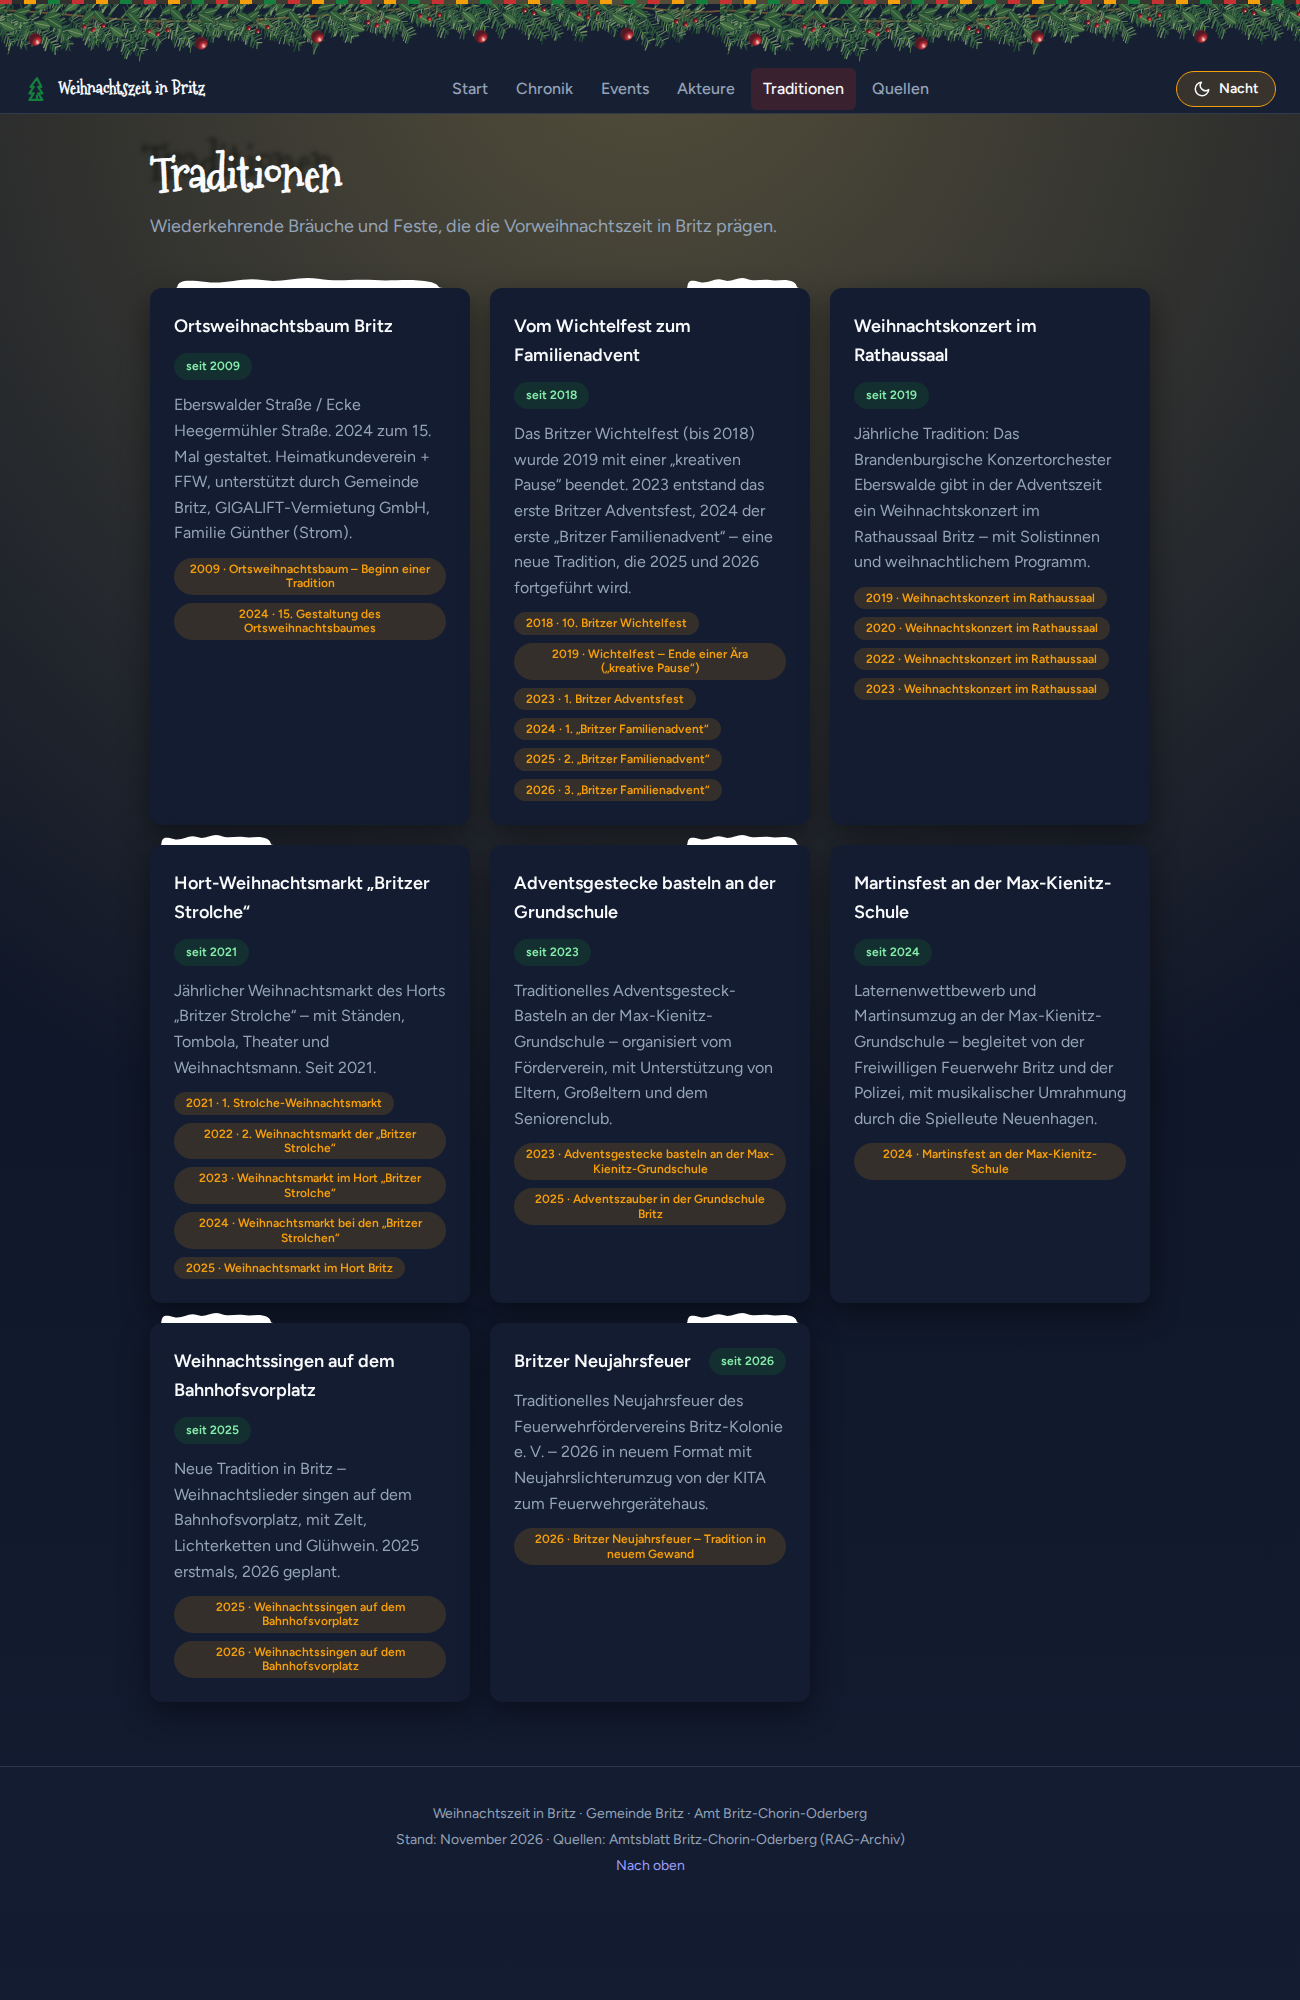 Weihnachtszeit in Britz
Start
Chronik
Events
Akteure
Traditionen
Quellen
Nacht
Traditionen
Wiederkehrende Bräuche und Feste, die die Vorweihnachtszeit in Britz prägen.
Ortsweihnachtsbaum Britz
seit 2009
Eberswalder Straße / Ecke
Heegermühler Straße. 2024 zum 15.
Mal gestaltet. Heimatkundeverein +
FFW, unterstützt durch Gemeinde
Britz, GIGALIFT-Vermietung GmbH,
Familie Günther (Strom).
2009 · Ortsweihnachtsbaum – Beginn einer
Tradition
2024 · 15. Gestaltung des
Ortsweihnachtsbaumes
Vom Wichtelfest zum
Familienadvent
seit 2018
Das Britzer Wichtelfest (bis 2018)
wurde 2019 mit einer „kreativen
Pause“ beendet. 2023 entstand das
erste Britzer Adventsfest, 2024 der
erste „Britzer Familienadvent“ – eine
neue Tradition, die 2025 und 2026
fortgeführt wird.
2018 · 10. Britzer Wichtelfest
2019 · Wichtelfest – Ende einer Ära
(„kreative Pause“)
2023 · 1. Britzer Adventsfest
2024 · 1. „Britzer Familienadvent“
2025 · 2. „Britzer Familienadvent“
2026 · 3. „Britzer Familienadvent“
Weihnachtskonzert im
Rathaussaal
seit 2019
Jährliche Tradition: Das
Brandenburgische Konzertorchester
Eberswalde gibt in der Adventszeit
ein Weihnachtskonzert im
Rathaussaal Britz – mit Solistinnen
und weihnachtlichem Programm.
2019 · Weihnachtskonzert im Rathaussaal
2020 · Weihnachtskonzert im Rathaussaal
2022 · Weihnachtskonzert im Rathaussaal
2023 · Weihnachtskonzert im Rathaussaal
Hort-Weihnachtsmarkt „Britzer
Strolche“
seit 2021
Jährlicher Weihnachtsmarkt des Horts
„Britzer Strolche“ – mit Ständen,
Tombola, Theater und
Weihnachtsmann. Seit 2021.
2021 · 1. Strolche-Weihnachtsmarkt
2022 · 2. Weihnachtsmarkt der „Britzer
Strolche“
2023 · Weihnachtsmarkt im Hort „Britzer
Strolche“
2024 · Weihnachtsmarkt bei den „Britzer
Strolchen“
2025 · Weihnachtsmarkt im Hort Britz
Adventsgestecke basteln an der
Grundschule
seit 2023
Traditionelles Adventsgesteck-
Basteln an der Max-Kienitz-
Grundschule – organisiert vom
Förderverein, mit Unterstützung von
Eltern, Großeltern und dem
Seniorenclub.
2023 · Adventsgestecke basteln an der Max-
Kienitz-Grundschule
2025 · Adventszauber in der Grundschule
Britz
Martinsfest an der Max-Kienitz-
Schule
seit 2024
Laternenwettbewerb und
Martinsumzug an der Max-Kienitz-
Grundschule – begleitet von der
Freiwilligen Feuerwehr Britz und der
Polizei, mit musikalischer Umrahmung
durch die Spielleute Neuenhagen.
2024 · Martinsfest an der Max-Kienitz-
Schule
Weihnachtssingen auf dem
Bahnhofsvorplatz
seit 2025
Neue Tradition in Britz –
Weihnachtslieder singen auf dem
Bahnhofsvorplatz, mit Zelt,
Lichterketten und Glühwein. 2025
erstmals, 2026 geplant.
2025 · Weihnachtssingen auf dem
Bahnhofsvorplatz
2026 · Weihnachtssingen auf dem
Bahnhofsvorplatz
Britzer Neujahrsfeuer
seit 2026
Traditionelles Neujahrsfeuer des
Feuerwehrfördervereins Britz-Kolonie
e. V. – 2026 in neuem Format mit
Neujahrslichterumzug von der KITA
zum Feuerwehrgerätehaus.
2026 · Britzer Neujahrsfeuer – Tradition in
neuem Gewand
Weihnachtszeit in Britz · Gemeinde Britz · Amt Britz-Chorin-Oderberg
Stand: November 2026 · Quellen: Amtsblatt Britz-Chorin-Oderberg (RAG-Archiv)
Nach oben